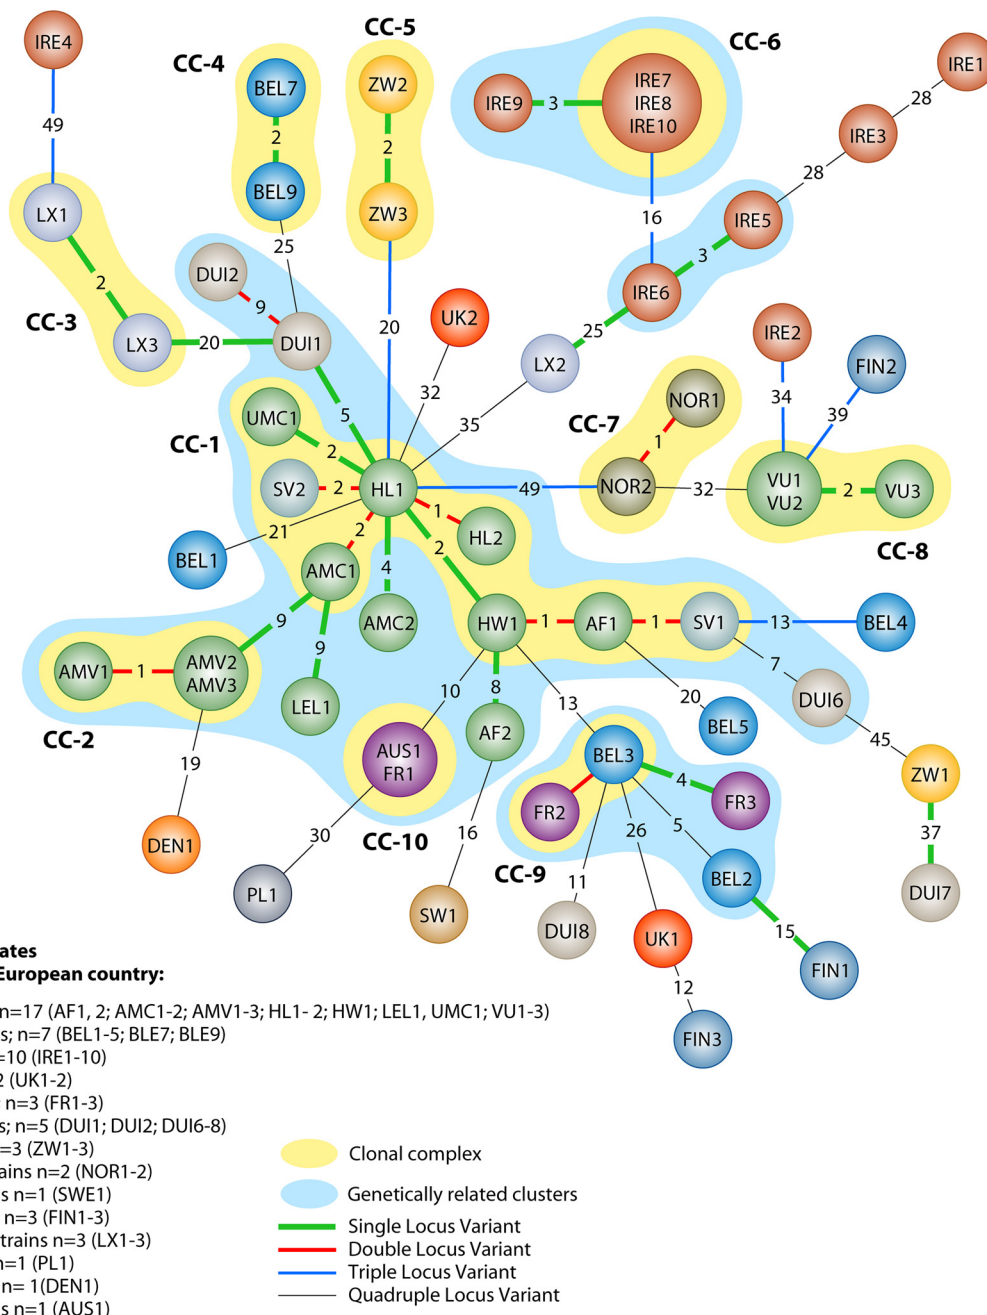 IRE4
CC-5
CC-4
CC-6
ZW2
BEL7
IRE7
IRE8
IRE10
IRE9
3
IRE1
28
IRE3
49
2
2
28
BEL9
LX1
ZW3
16
IRE5
25
3
DUI2
2
9
IRE6
CC-3
20
UK2
25
IRE2
LX3
20
DUI1
LX2
FIN2
32
34
NOR1
5
35
CC-7
39
UMC1
CC-1
2
1
VU1
VU2
SV2
2
HL1
49
NOR2
32
2
VU3
1
21
2
2
HL2
CC-8
BEL1
AMC1
4
9
AMC2
HW1
1
AF1
1
SV1
13
BEL4
9
AMV1
1
AMV2
AMV3
7
10
8
LEL1
13
20
DUI6
CC-2
AF2
BEL5
45
19
AUS1
FR1
BEL3
4
ZW1
FR2
FR3
16
26
5
37
30
CC-10
DEN1
CC-9
11
BEL2
PL1
SW1
DUI7
DUI8
UK1
15
FIN1
12
FIN3
ates
European country:
n=17 (AF1, 2; AMC1-2; AMV1-3; HL1- 2; HW1; LEL1, UMC1; VU1-3)
s; n=7 (BEL1-5; BLE7; BLE9)
=10 (IRE1-10)
2 (UK1-2)
n=3 (FR1-3)
s; n=5 (DUI1; DUI2; DUI6-8)
=3 (ZW1-3)
ains n=2 (NOR1-2)
s n=1 (SWE1)
n=3 (FIN1-3)
trains n=3 (LX1-3)
n=1 (PL1)
n= 1(DEN1)
s n=1 (AUS1)
Clonal complex
Genetically related clusters
Single Locus Variant
Double Locus Variant
Triple Locus Variant
Quadruple Locus Variant